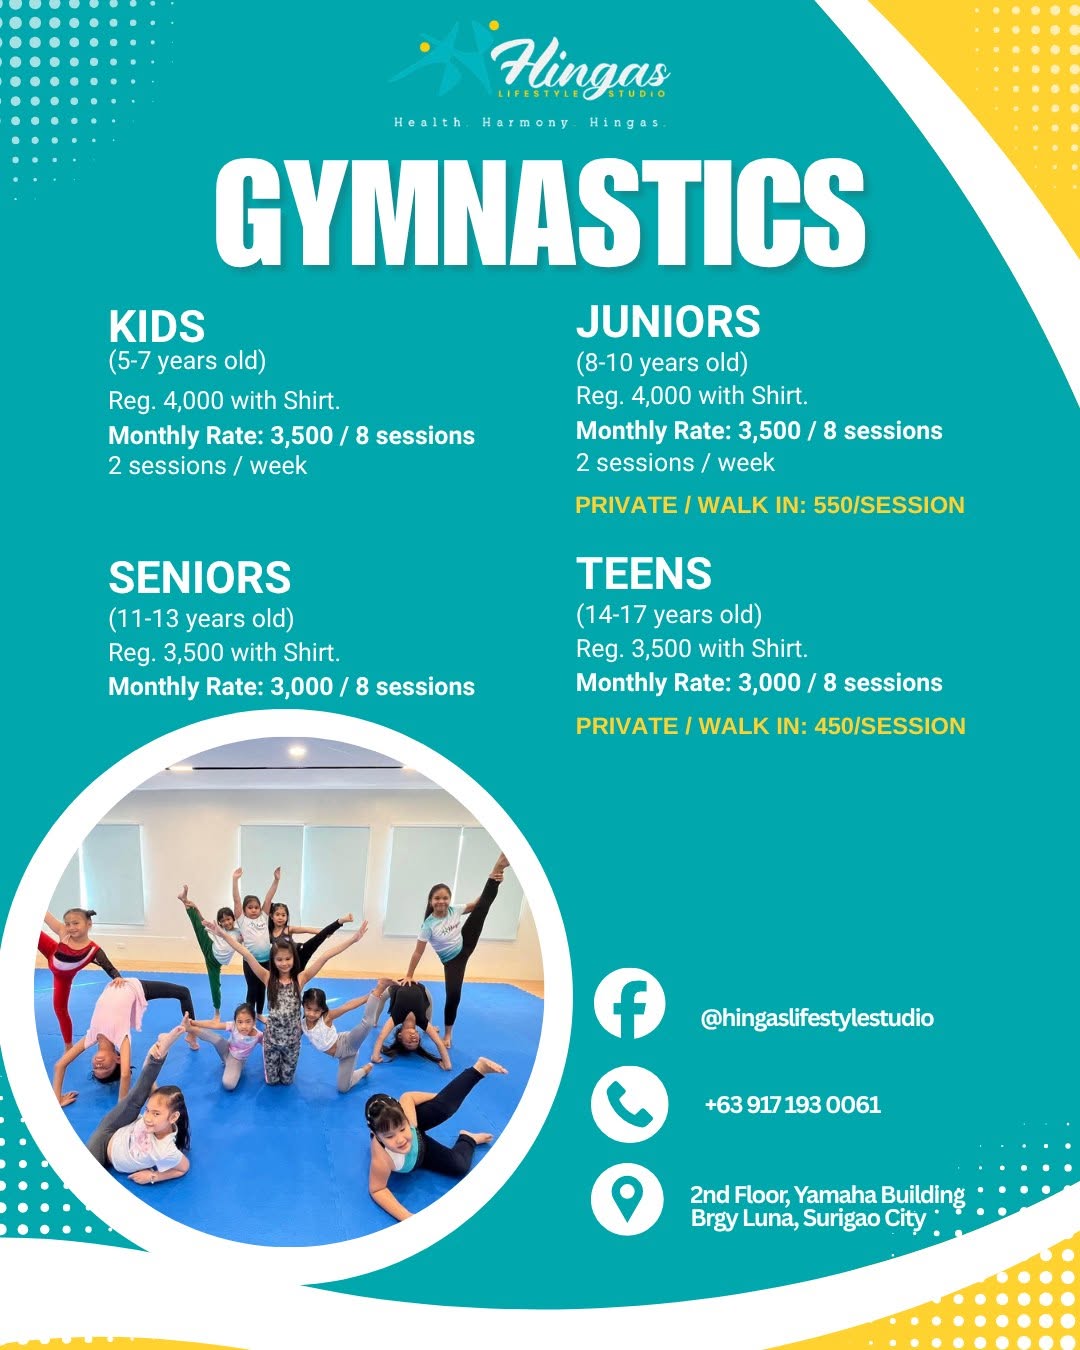 Hingas
LIFESTYLE STUDIO
Health. Harmony. Hingas.
GYMNASTICS
KIDS
(5-7 years old)
Reg. 4,000 with Shirt.
Monthly Rate: 3,500 / 8 sessions
2 sessions / week
JUNIORS
(8-10 years old)
Reg. 4,000 with Shirt.
Monthly Rate: 3,500 / 8 sessions
2 sessions / week
PRIVATE / WALK IN: 550/SESSION
SENIORS
(11-13 years old)
Reg. 3,500 with Shirt.
Monthly Rate: 3,000 / 8 sessions
TEENS
(14-17 years old)
Reg. 3,500 with Shirt.
Monthly Rate: 3,000 / 8 sessions
PRIVATE / WALK IN: 450/SESSION
@hingaslifestylestudio
+63 917 193 0061
2nd Floor, Yamaha Building
Brgy Luna, Surigao City